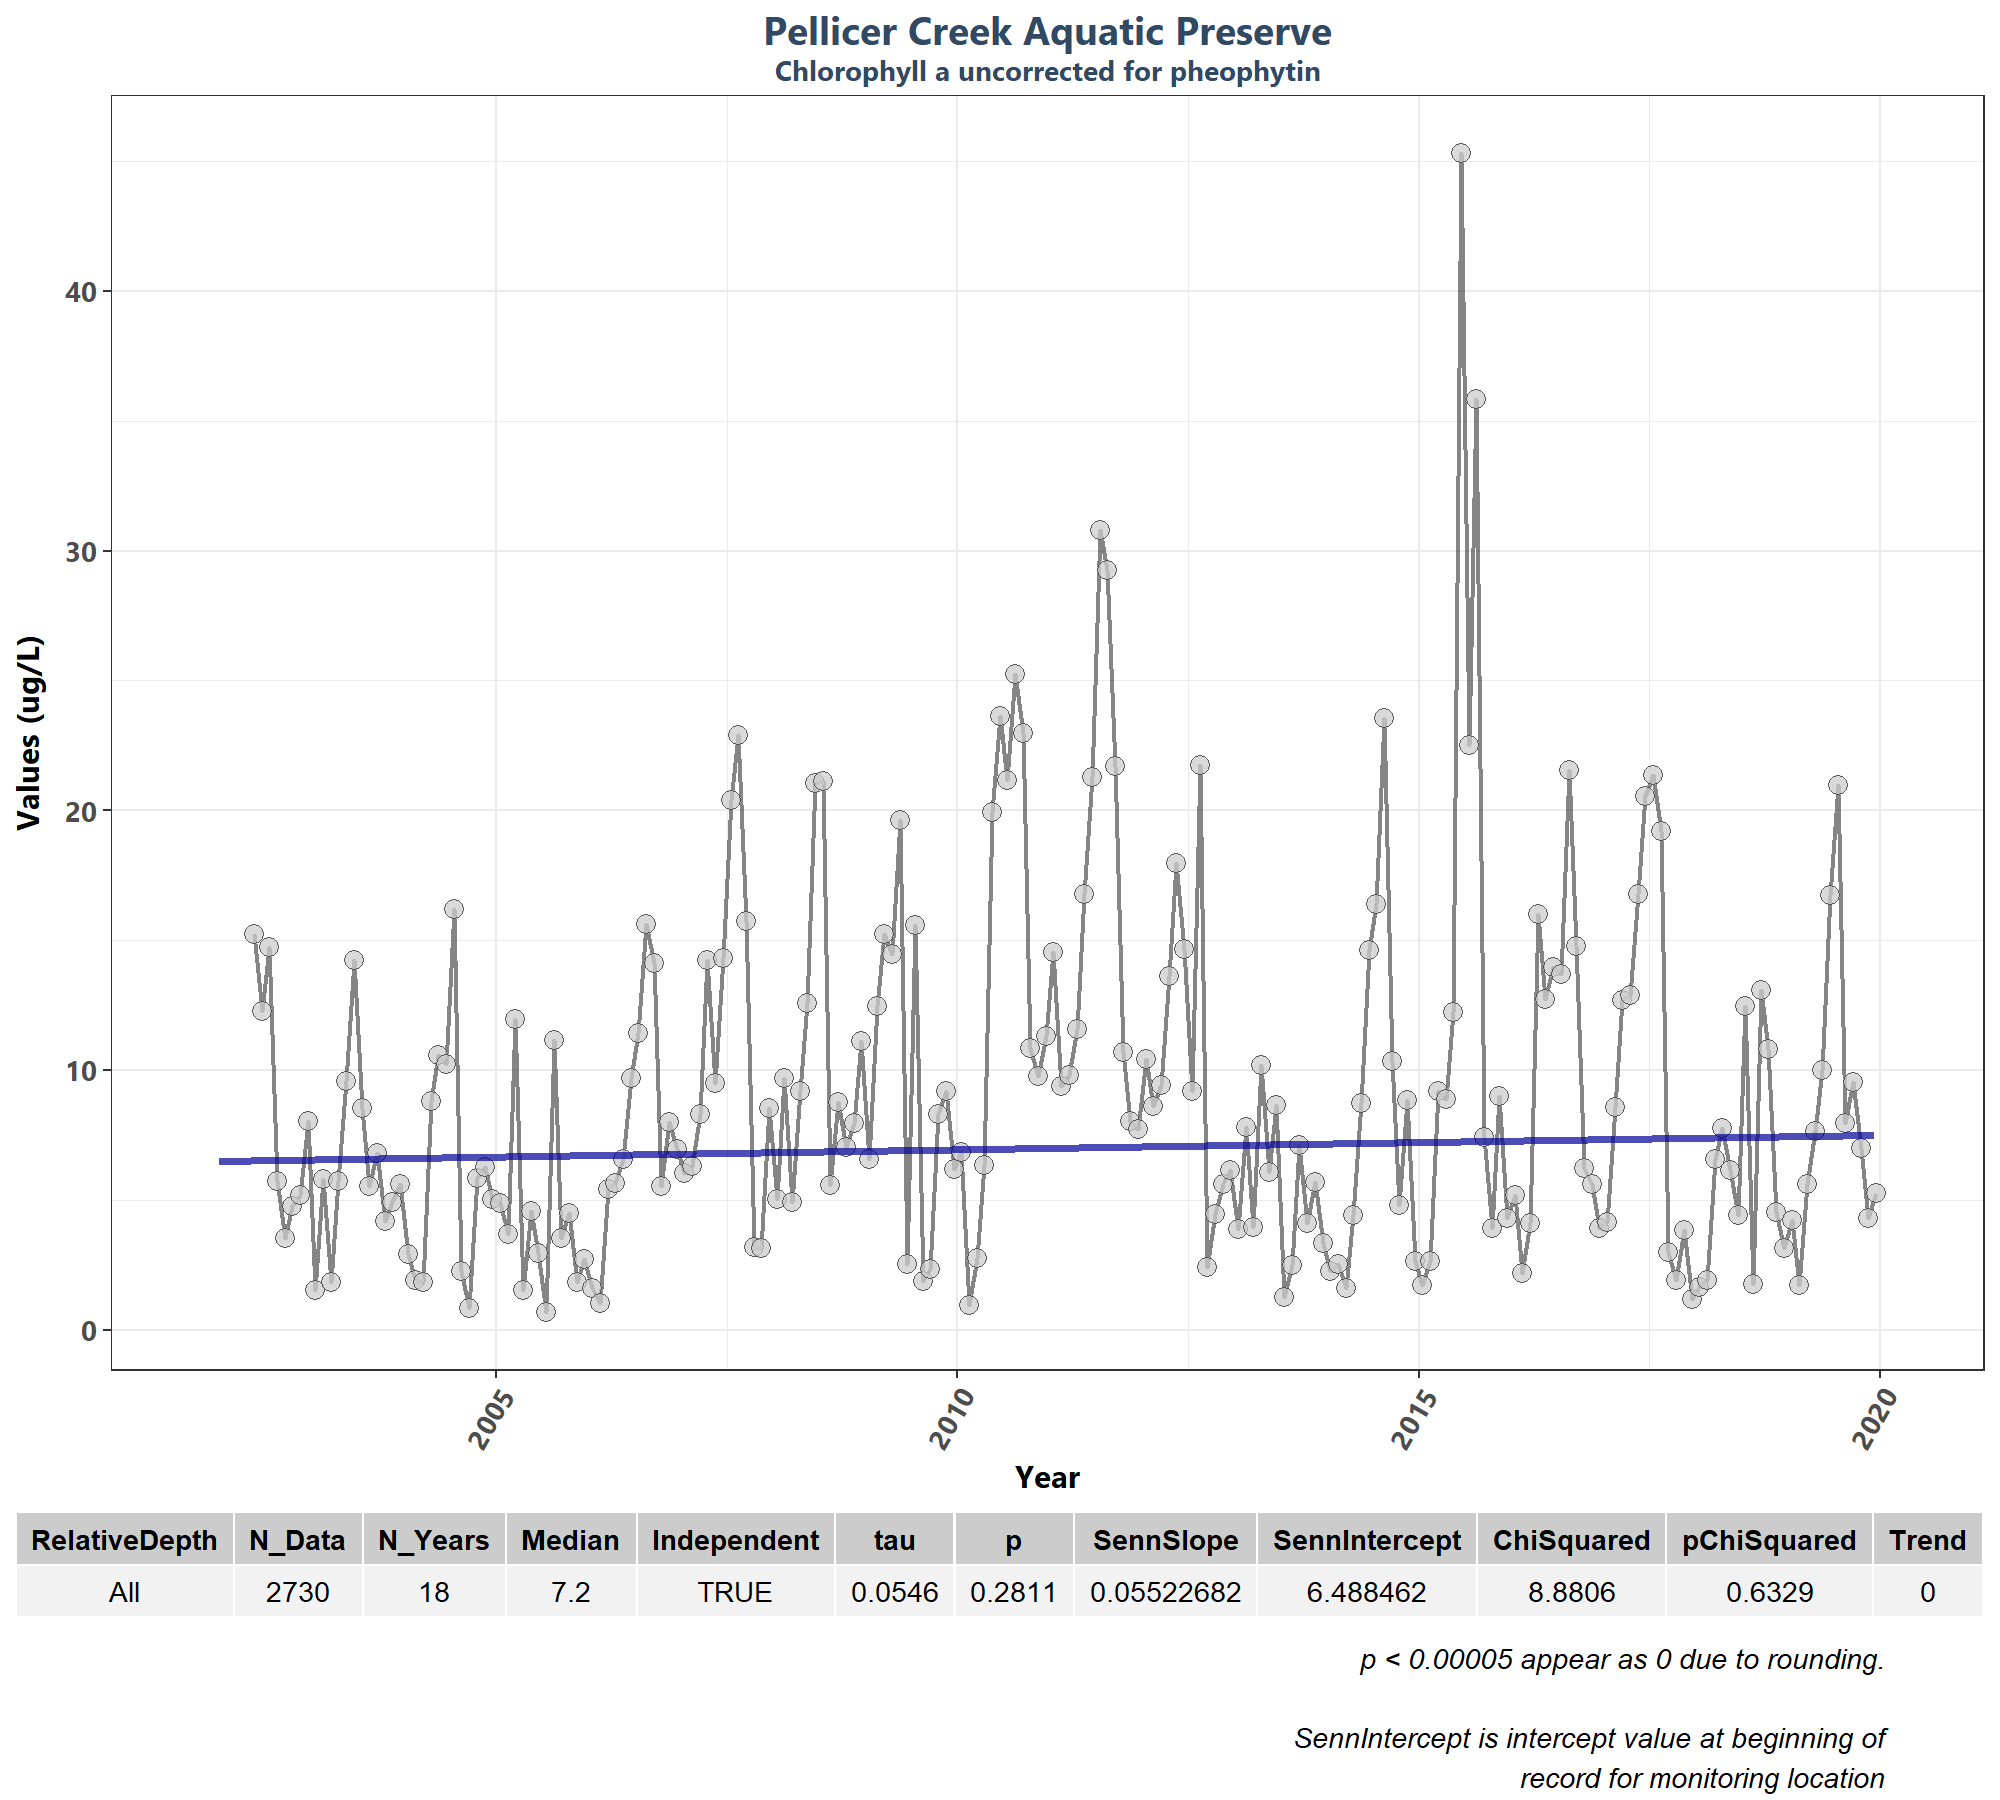 Pellicer Creek Aquatic Preserve
Chlorophyll a uncorrected for pheophytin
Values (ug/L)
40
30
20
10
0
2005 2010 2015 2020
Year
RelativeDepth N_Data N_Years Median Independent tau p SennSlope SennIntercept ChiSquared pChiSquared Trend
All 2730 18 7.2 TRUE 0.0546 0.2811 0.05522682 6.488462 8.8806 0.6329 0
p < 0.00005 appear as 0 due to rounding.
SennIntercept is intercept value at beginning of
record for monitoring location